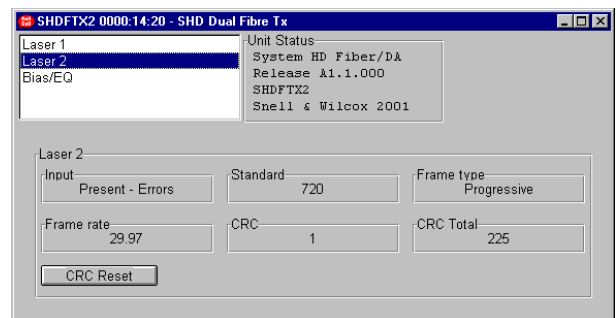 SHDFTX2 0000:14:20 - SHD Dual Fibre Tx
Laser 1
Laser 2
Bias/EQ
Unit Status
System HD Fiber/DA
Release A1.1.000
SHDFTX2
Snell & Wilcox 2001
Laser 2
Input
Present - Errors
Standard
720
Frame type
Progressive
Frame rate
29.97
CRC
1
CRC Total
225
CRC Reset